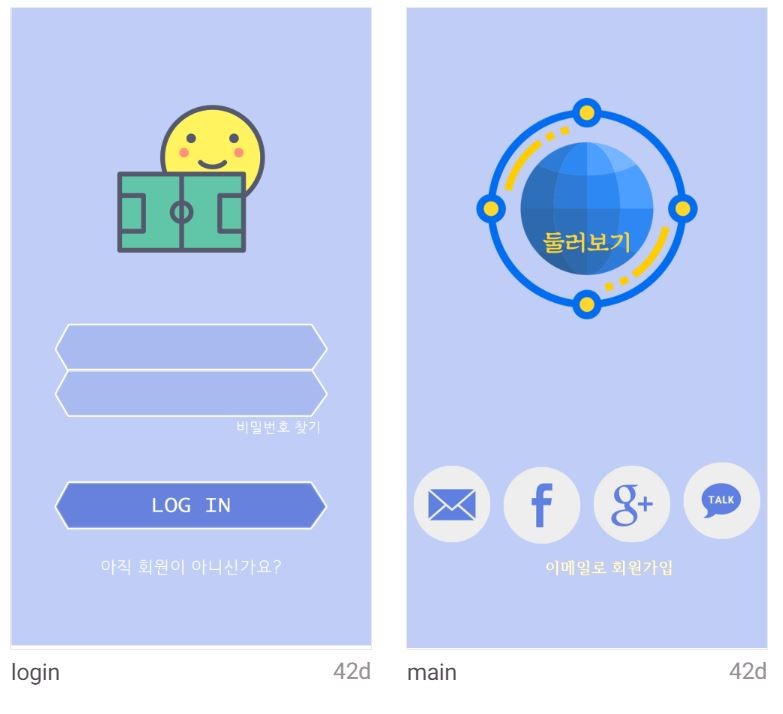 비밀번호 찾기
LOG IN
아직 회원이 아니신가요?
login
42d
둘러보기
f
g+
TALK
이메일로 회원가입
main
42d